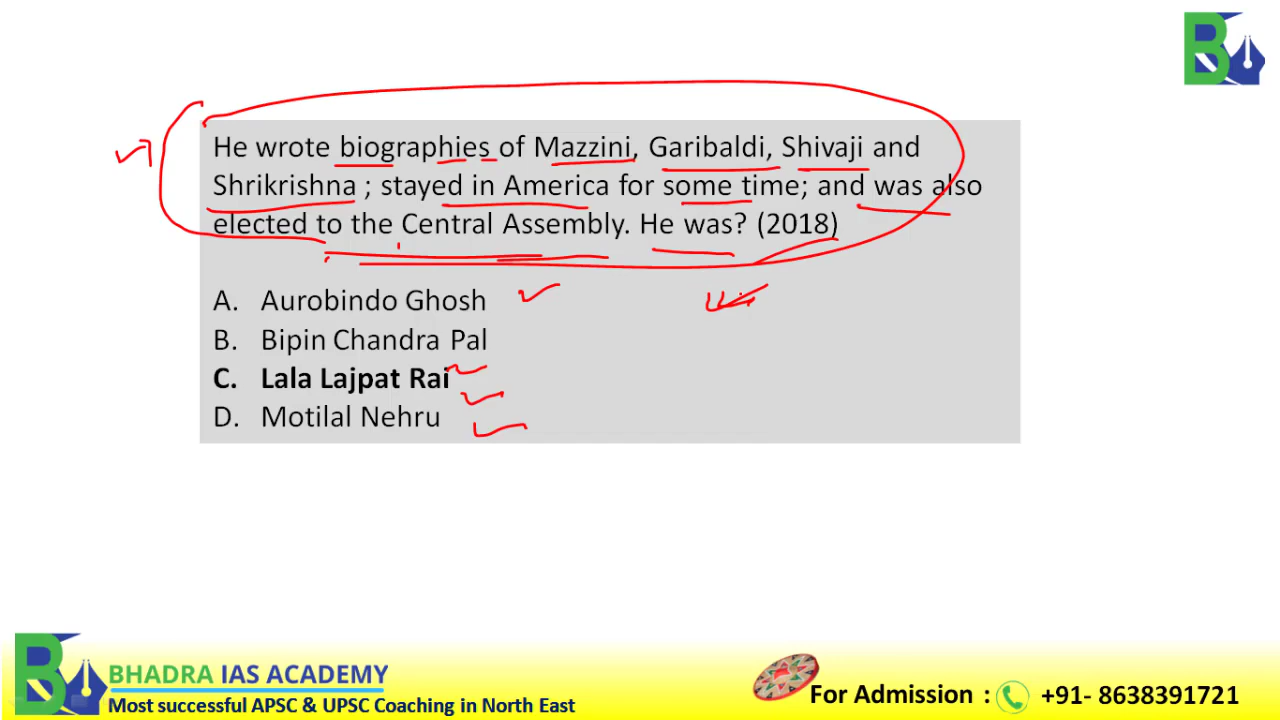 He wrote biographies of Mazzini, Garibaldi, Shivaji and
Shrikrishna ; stayed in America for some time; and was also
elected to the Central Assembly. He was? (2018)
A. Aurobindo Ghosh
B. Bipin Chandra Pal
C. Lala Lajpat Rai
D. Motilal Nehru
BHADRA IAS ACADEMY
Most successful APSC & UPSC Coaching in North East
For Admission : +91- 8638391721